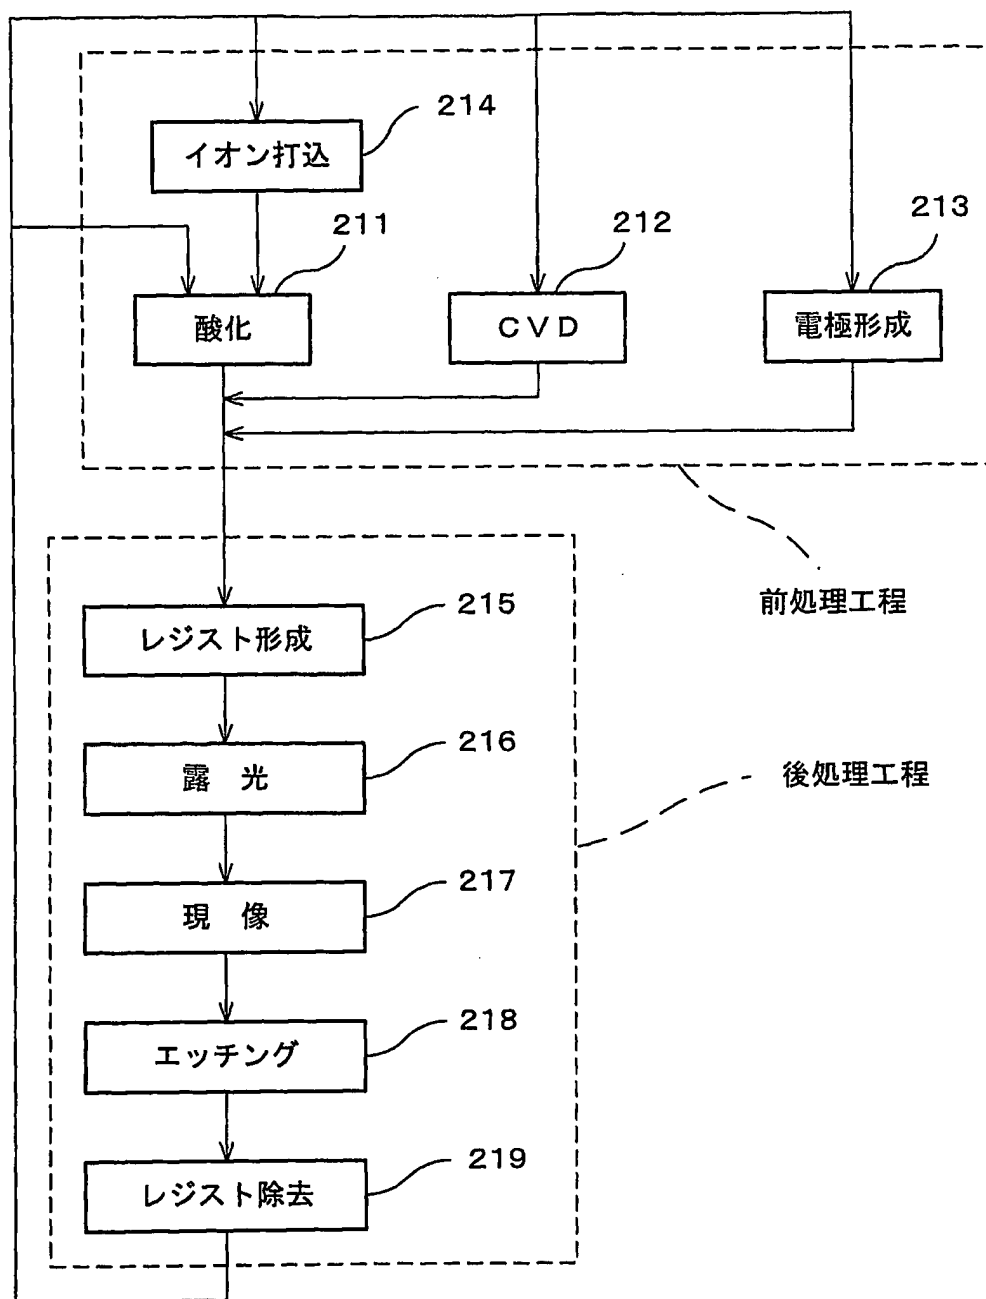 214
イオン打込
211
212
213
酸化
CVD
電極形成
前処理工程
215
レジスト形成
216
露 光
後処理工程
217
現 像
218
エッチング
219
レジスト除去